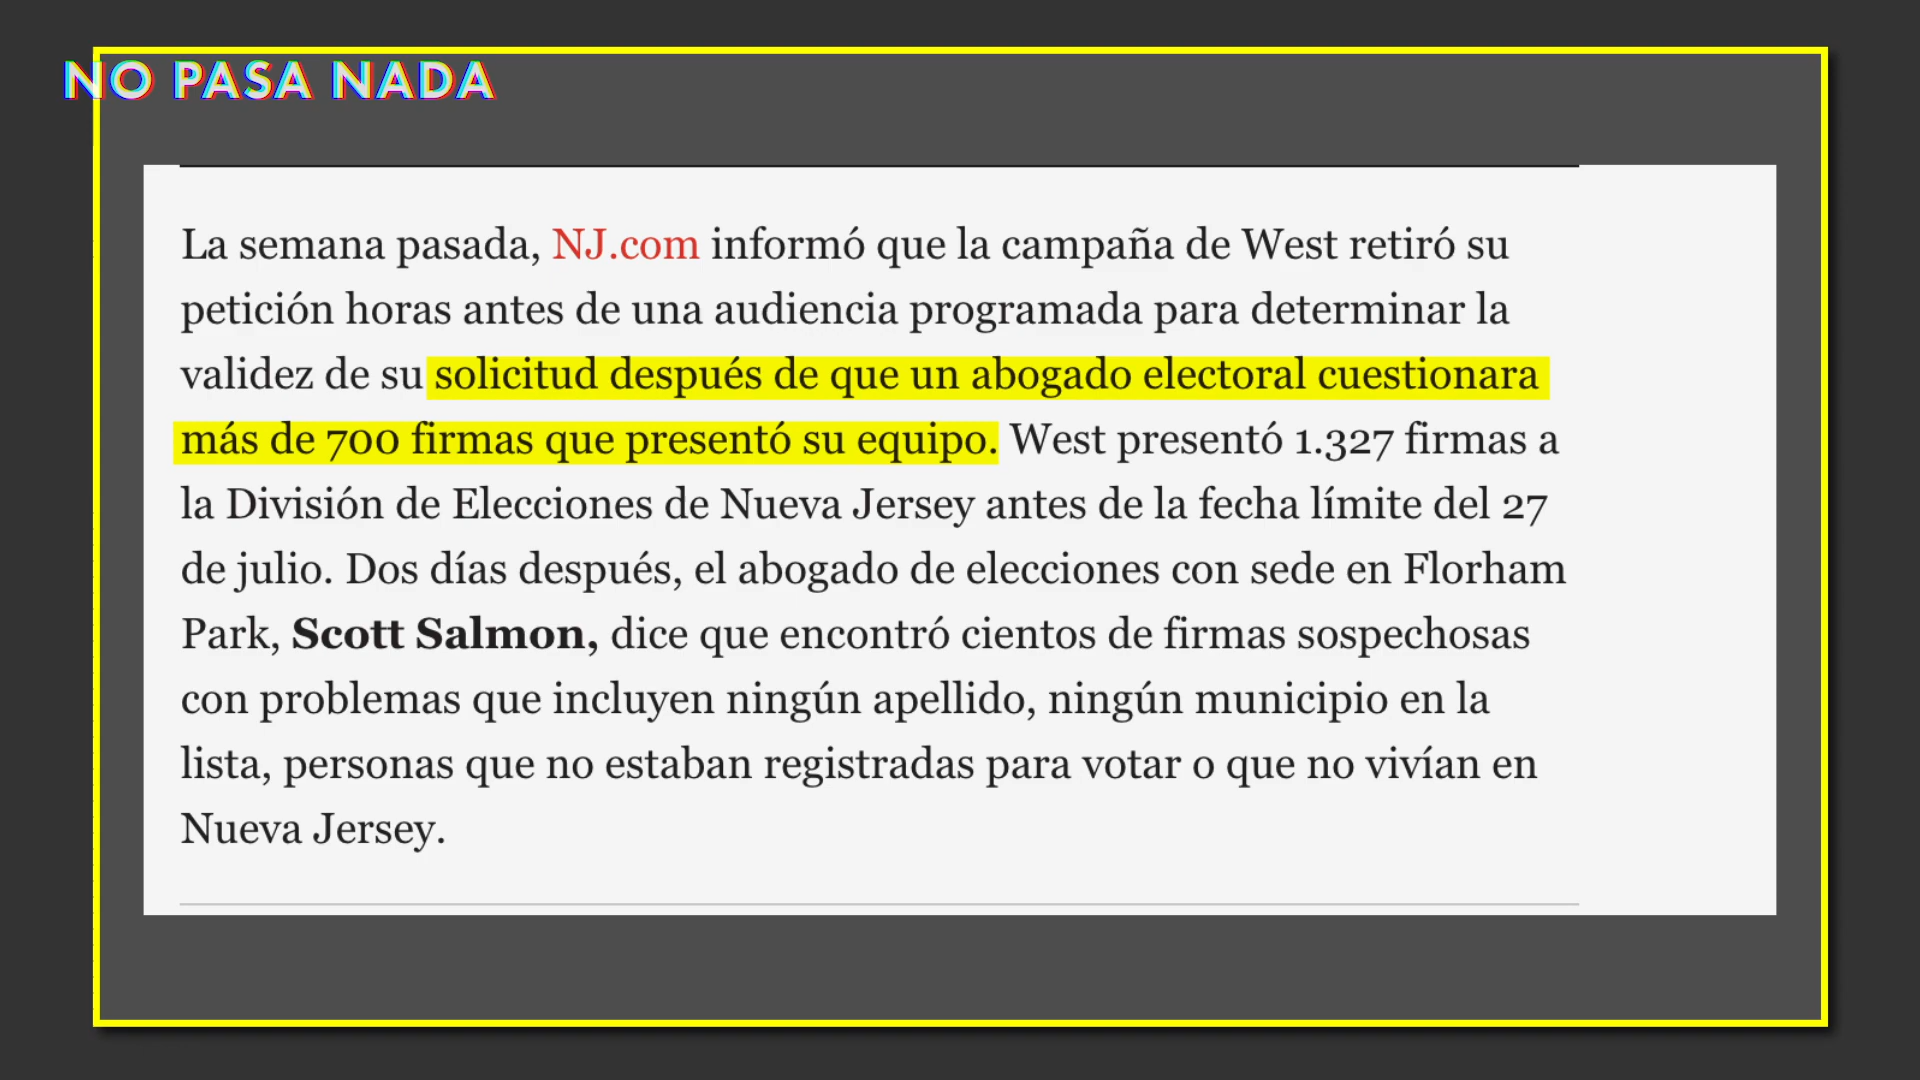 NO PASA NADA
La semana pasada, NJ.com informó que la campaña de West retiró su
petición horas antes de una audiencia programada para determinar la
validez de su solicitud después de que un abogado electoral cuestionara
más de 700 firmas que presentó su equipo. West presentó 1.327 firmas a
la División de Elecciones de Nueva Jersey antes de la fecha límite del 27
de julio. Dos días después, el abogado de elecciones con sede en Florham
Park, Scott Salmon, dice que encontró cientos de firmas sospechosas
con problemas que incluyen ningún apellido, ningún municipio en la
lista, personas que no estaban registradas para votar o que no vivían en
Nueva Jersey.